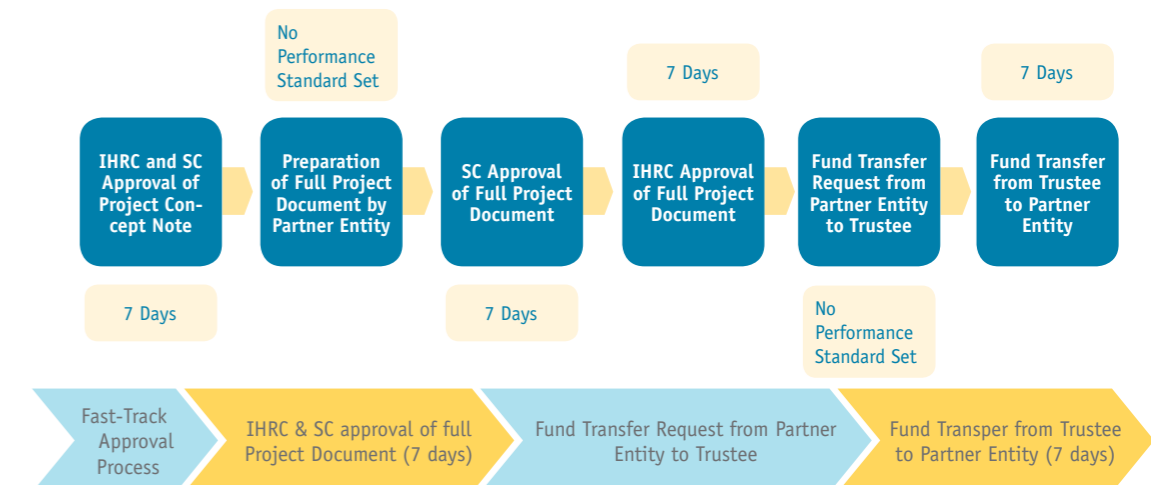 No
Performance
Standard Set
7 Days
7 Days
IHRC and SC
Approval of
Project Con-
cept Note
Preparation
of Full Project
Document by
Partner Entity
SC Approval
of Full Project
Document
IHRC Approval
of Full Project
Document
Fund Transfer
Request from
Partner Entity
to Trustee
Fund Transfer
from Trustee
to Partner
Entity
7 Days
7 Days
No
Performance
Standard Set
Fast-Track
Approval
Process
IHRC & SC approval of full
Project Document (7 days)
Fund Transfer Request from Partner
Entity to Trustee
Fund Transper from Trustee
to Partner Entity (7 days)